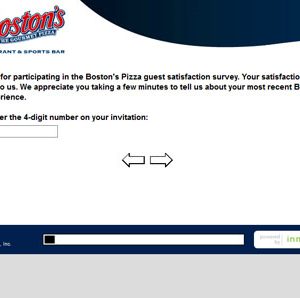 Boston's
THE GOURMET PIZZA
RANT & SPORTS BAR
for participating in the Boston's Pizza guest satisfaction survey. Your satisfactio
o us. We appreciate you taking a few minutes to tell us about your most recent B
rience.
er the 4-digit number on your invitation:
powered
by
inn
Inc.